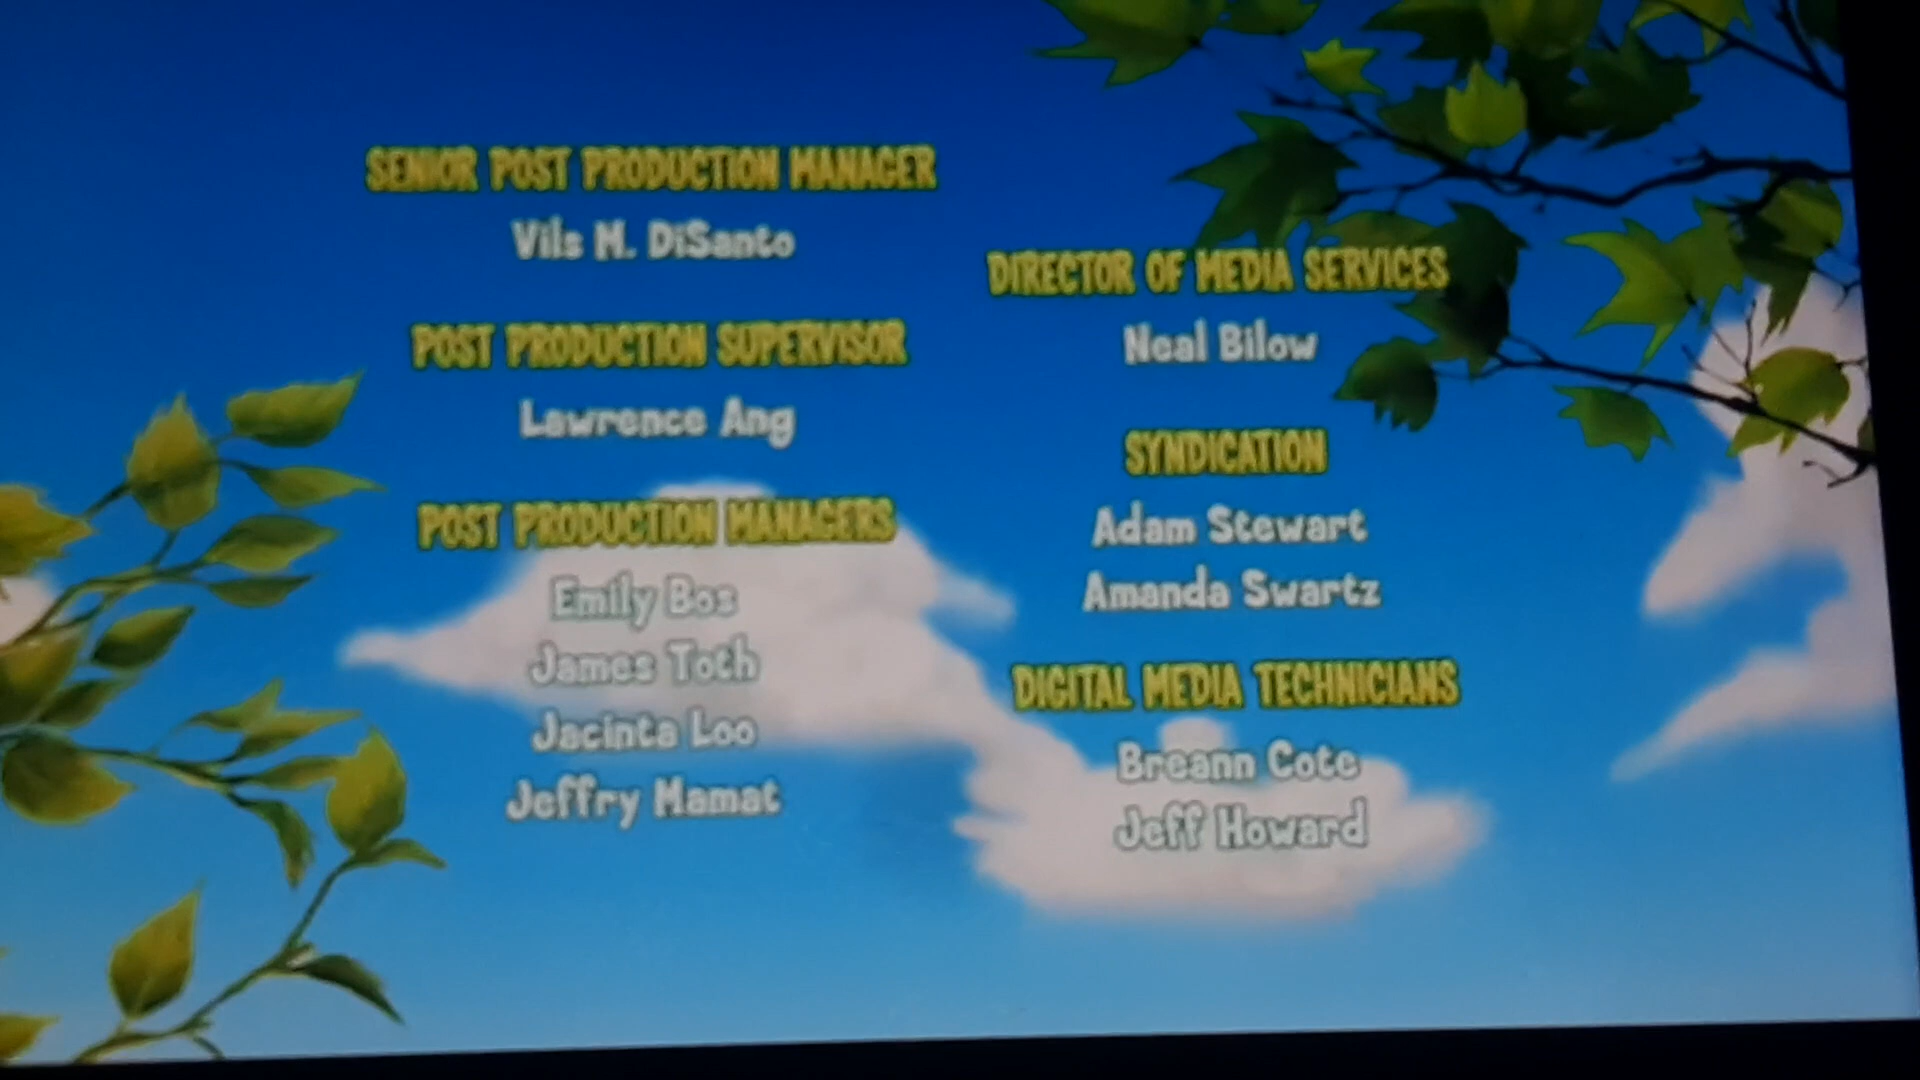 SENIOR POST PRODUCTION MANAGER
Vils M. DiSanto
POST PRODUCTION SUPERVISOR
Lawrence Ang
POST PRODUCTION MANAGERS
Emily Bos
James Toth
Jacinta Loo
Jeffry Mamat
DIRECTOR OF MEDIA SERVICES
Neal Bilow
SYNDICATION
Adam Stewart
Amanda Swartz
DIGITAL MEDIA TECHNICIANS
Breann Cote
Jeff Howard